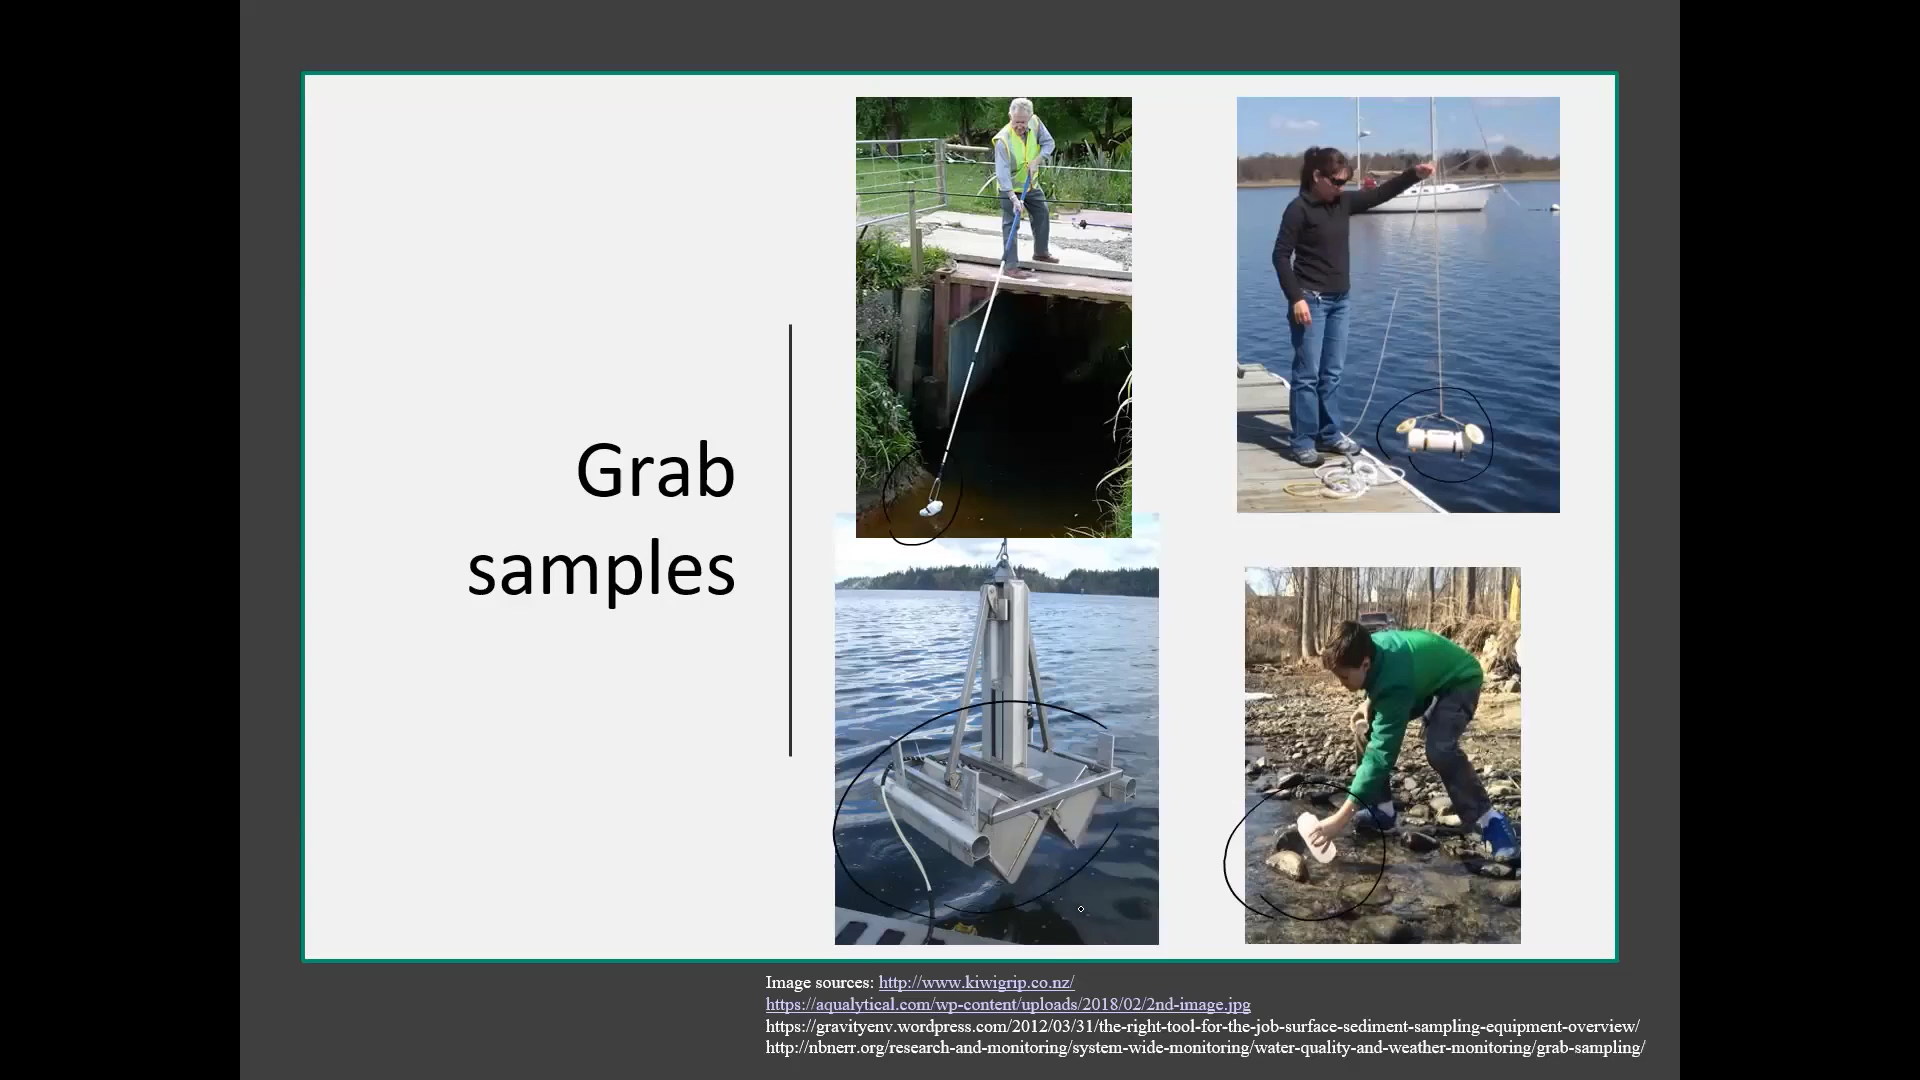 Grab
samples
Image sources: http://www.kiwigrip.co.nz/
https://aqualytical.com/wp-content/uploads/2018/02/2nd-image.jpg
https://gravityenv.wordpress.com/2012/03/31/the-right-tool-for-the-job-surface-sediment-sampling-equipment-overview/
http://nbnerr.org/research-and-monitoring/system-wide-monitoring/water-quality-and-weather-monitoring/grab-sampling/